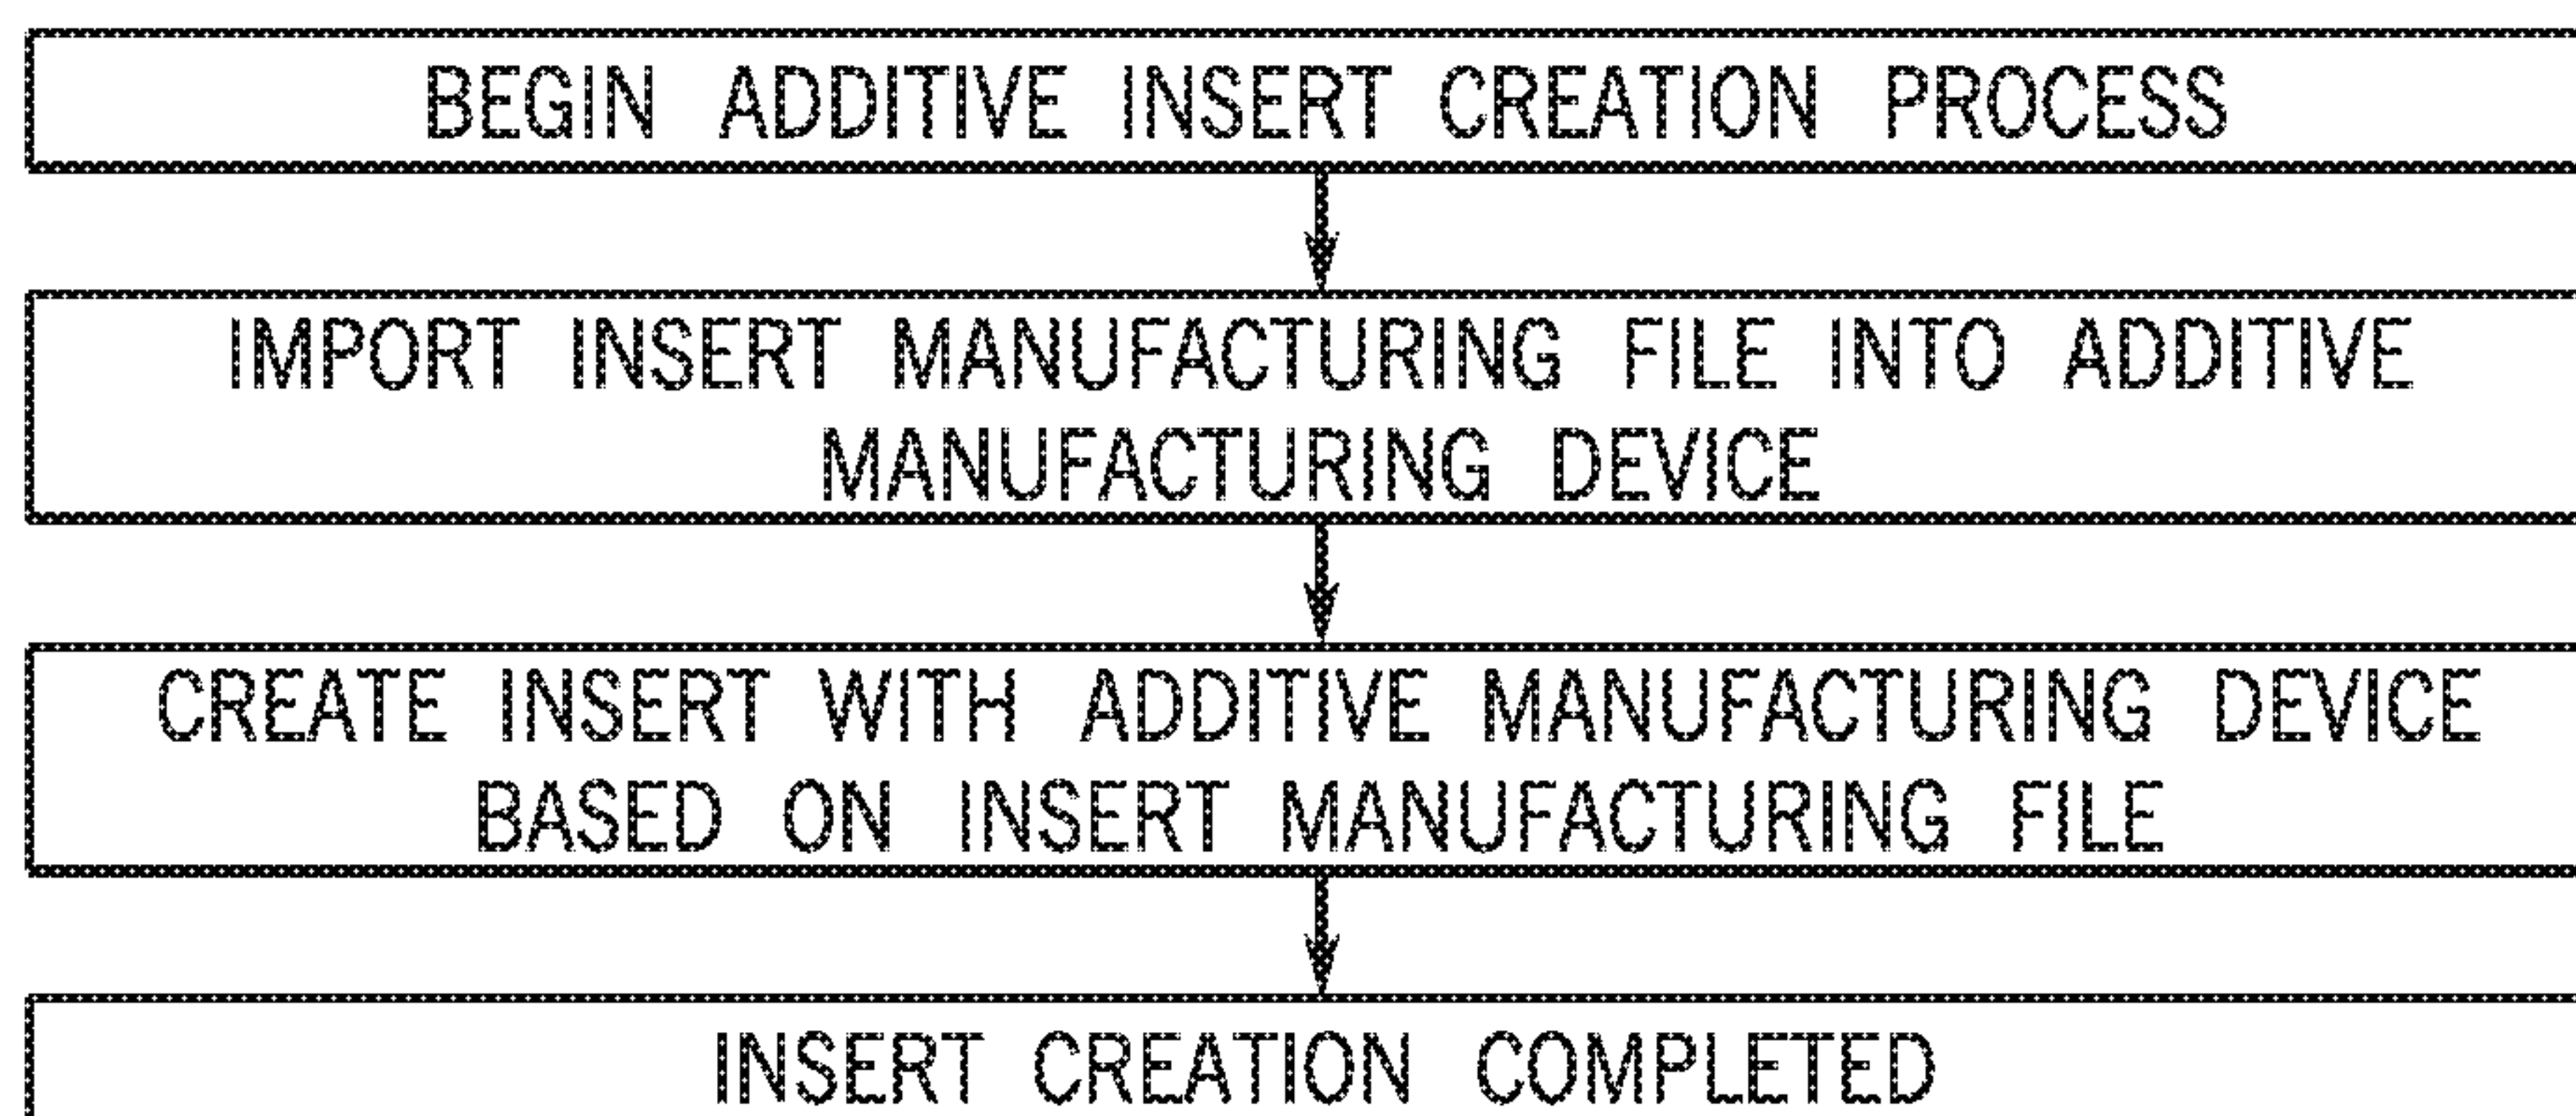 BEGIN ADDITIVE INSERT CREATION PROCESS
IMPORT INSERT MANUFACTURING FILE INTO ADDITIVE
MANUFACTURING DEVICE
CREATE INSERT WITH ADDITIVE MANUFACTURING DEVICE
BASED ON INSERT MANUFACTURING FILE
INSERT CREATION COMPLETED